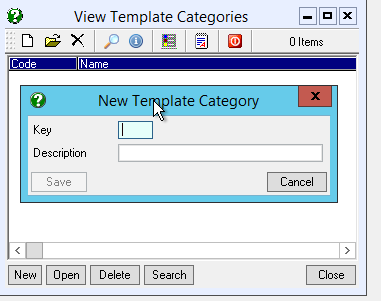 View Template Categories
0 Items
Code Name
New Template Category
Key
Description
Save Cancel
New Open Delete Search Close